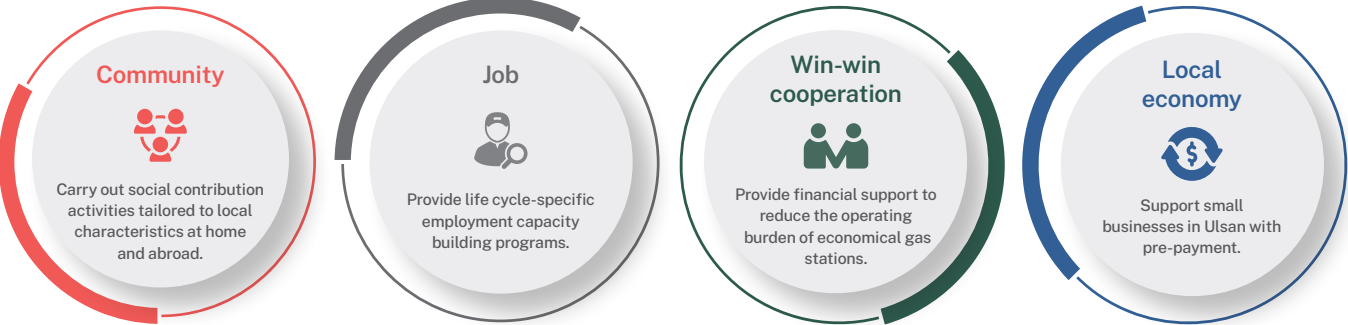 Community
Carry out social contribution
activities tailored to local
characteristics at home
and abroad.
Job
Provide life cycle-specific
employment capacity
building programs.
Win-win
cooperation
Provide financial support to
reduce the operating
burden of economical gas
stations.
Local
economy
$
Support small
businesses in Ulsan with
pre-payment.